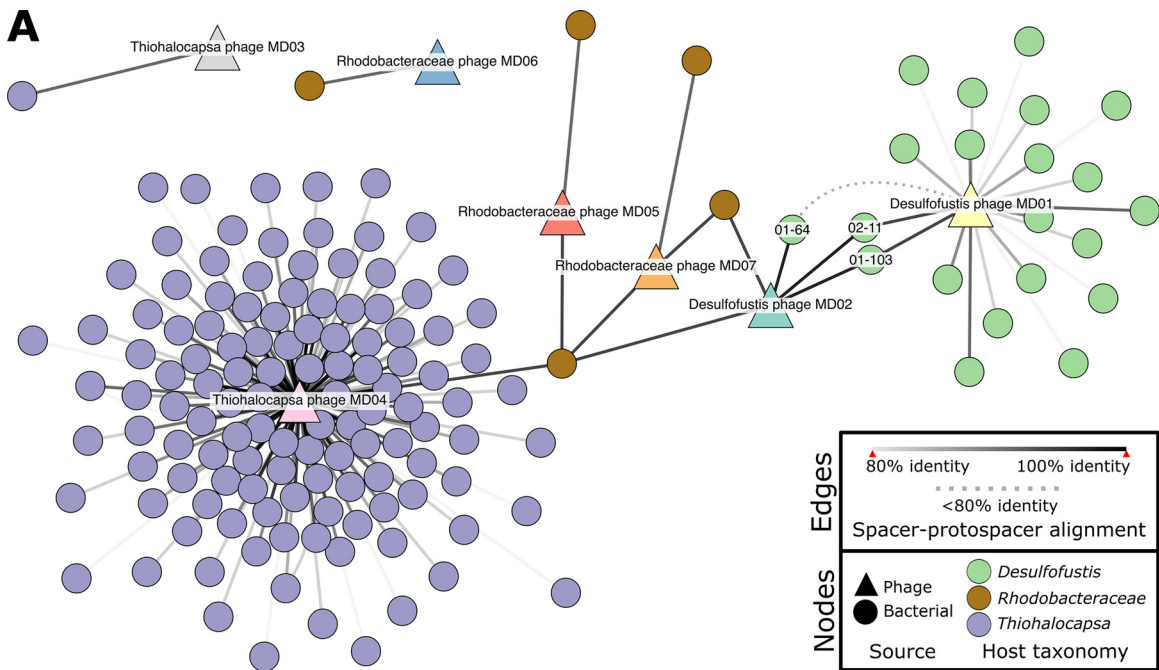 A
Thiohalocapsa phage MD03
Rhodobacteraceae phage MD06
Desulfofustis phage MD01
Rhodobacteraceae phage MD05
01-64
02-11
01-103
Rhodobacteraceae phage MD07
Desulfofustis phage MD02
Thiohalocapsa phage MD04
Edges
80% identity 100% identity
<80% identity
Spacer-protospacer alignment
Nodes
Phage
Bacterial
Source
Desulfofustis
Rhodobacteraceae
Thiohalocapsa
Host taxonomy